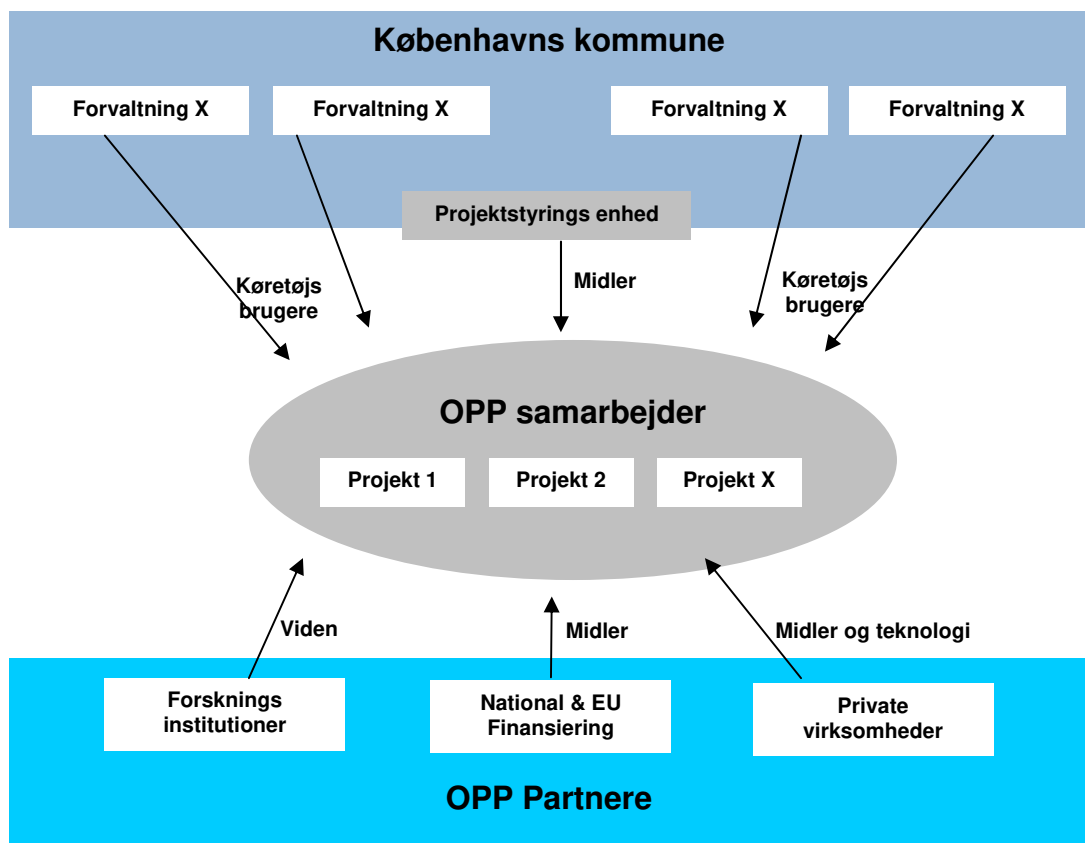 Københavns kommune
Forvaltning X
Forvaltning X
Forvaltning X
Forvaltning X
Projektstyrings enhed
Køretøjs
brugere
Midler
Køretøjs
brugere
OPP samarbejder
Projekt 1
Projekt 2
Projekt X
Viden
Midler
Midler og teknologi
Forsknings
institutioner
National & EU
Finansiering
Private
virksomheder
OPP Partnere